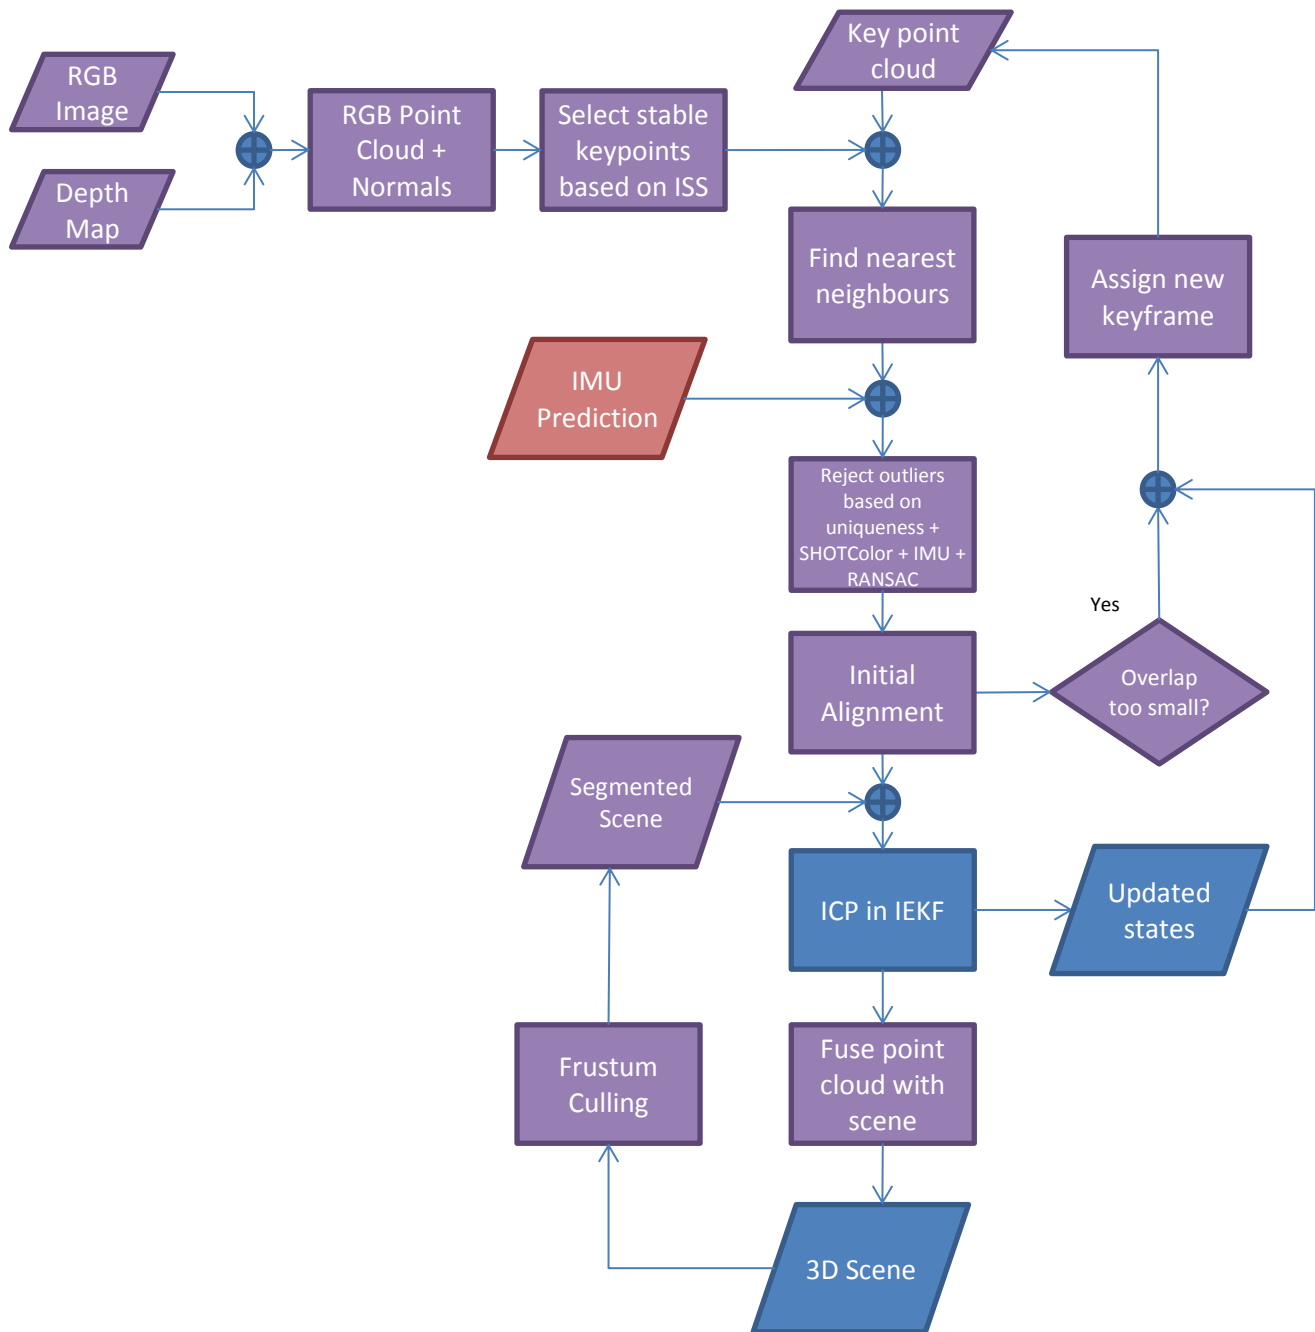 RGB
Image
Depth
Map
RGB Point
Cloud +
Normals
Select stable
keypoints
based on ISS
Key point
cloud
Find nearest
neighbours
Assign new
keyframe
IMU
Prediction
Reject outliers
based on
uniqueness +
SHOTColor + IMU +
RANSAC
Yes
Initial
Alignment
Overlap
too small?
Segmented
Scene
ICP in IEKF
Updated
states
Frustum
Culling
Fuse point
cloud with
scene
3D Scene